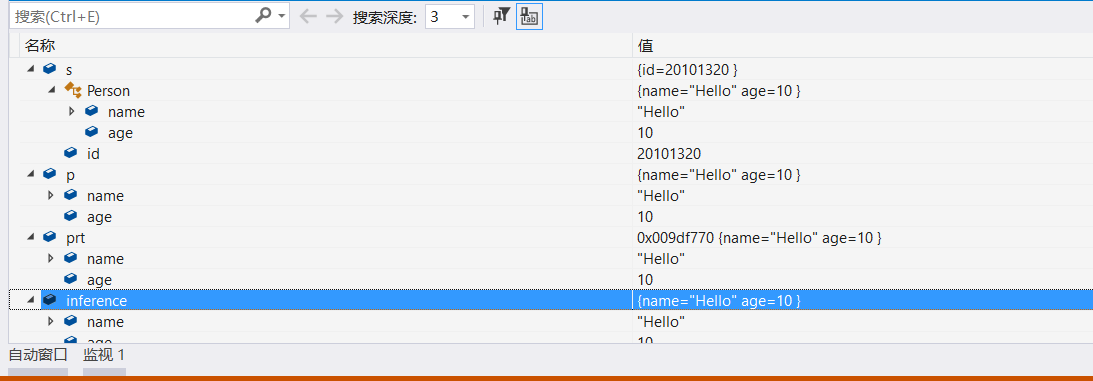 搜索(Ctrl+E) 搜索深度: 3
名称 值
s {id=20101320 }
Person {name="Hello" age=10 }
name "Hello"
age 10
id 20101320
p {name="Hello" age=10 }
name "Hello"
age 10
prt 0x009df770 {name="Hello" age=10 }
name "Hello"
age 10
inference {name="Hello" age=10 }
name "Hello"
age 10
自动窗口 监视 1